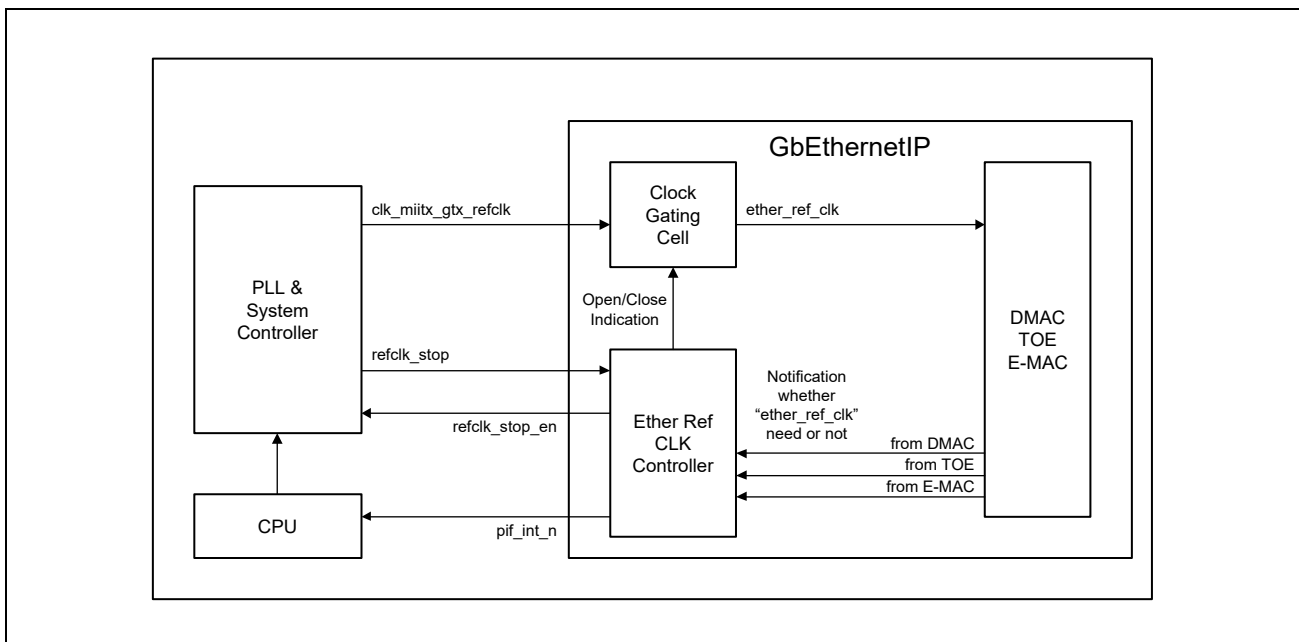 GbEthernetIP
Clock
Gating
Cell
clk_miitx_gtx_refclk
ether_ref_clk
PLL &
System
Controller
Open/Close
Indication
DMAC
TOE
E-MAC
refclk_stop
Notification
whether
“ether_ref_clk”
need or not
refclk_stop_en
Ether Ref
CLK
Controller
from DMAC
from TOE
from E-MAC
CPU
pif_int_n